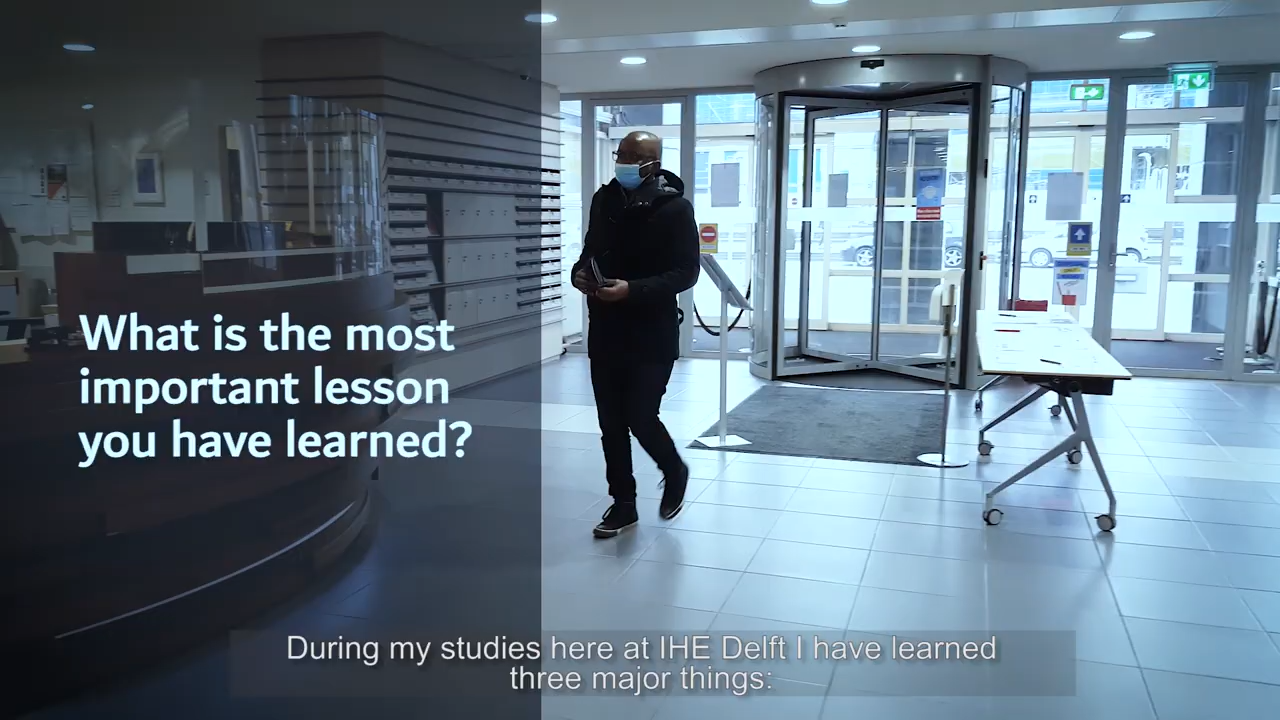 What is the most
important lesson
you have learned?
During my studies here at IHE Delft I have learned
three major things: